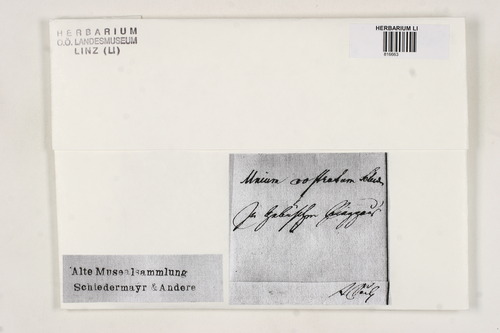 HERBARIUM
O.Ö. LANDESMUSEUM
LINZ (LI)
HERBARIUM LI
Mnium rostratum
In Gebüschen
Alte Musealsammlung
Schiedermayr & Andere